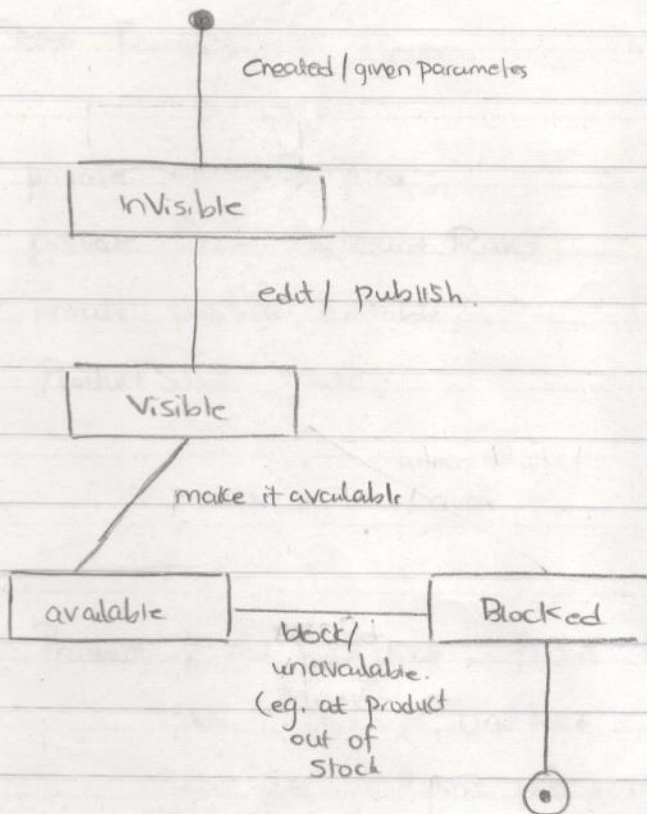 Created / given parametes
inVisible
edit / publish.
Visible
make it available
available
Blocked
block/
unavailable.
(eg. at product
out of
Stock